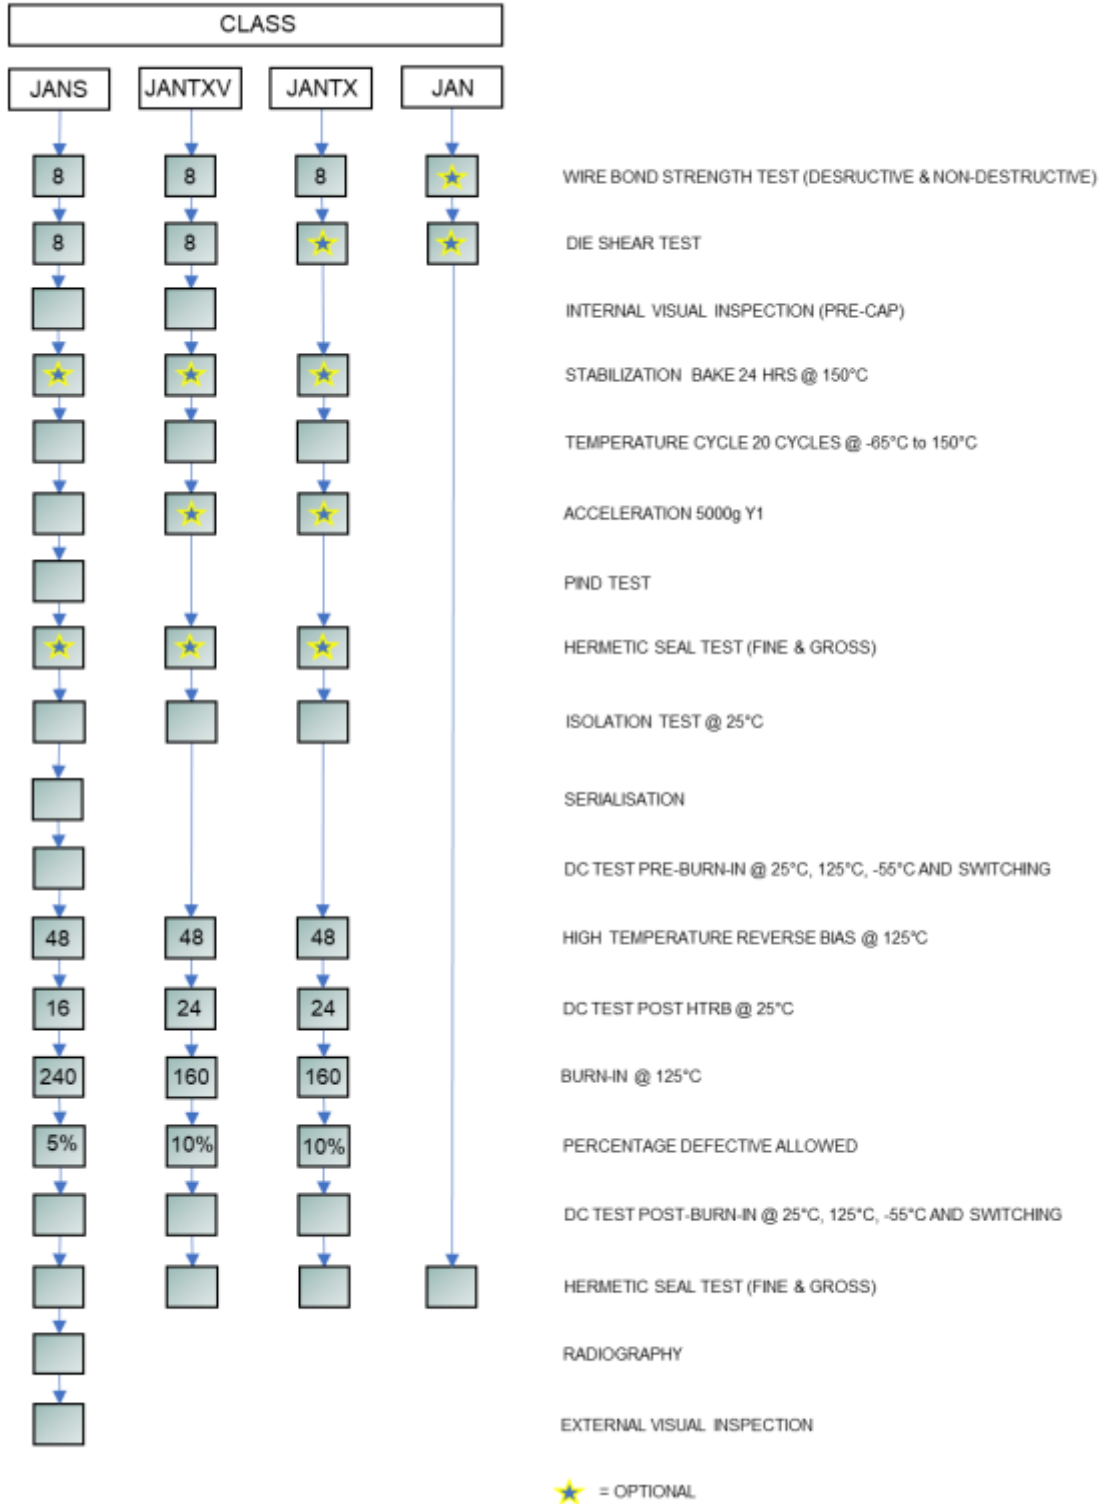 CLASS
JANS JANTXV JANTX JAN
8 8 8 WIRE BOND STRENGTH TEST (DESRUCTIVE & NON-DESTRUCTIVE)
8 8 DIE SHEAR TEST
INTERNAL VISUAL INSPECTION (PRE-CAP)
STABILIZATION BAKE 24 HRS @ 150°C
TEMPERATURE CYCLE 20 CYCLES @ -65°C to 150°C
ACCELERATION 5000g Y1
PIND TEST
HERMETIC SEAL TEST (FINE & GROSS)
ISOLATION TEST @ 25°C
SERIALISATION
DC TEST PRE-BURN-IN @ 25°C, 125°C, -55°C AND SWITCHING
48 48 48 HIGH TEMPERATURE REVERSE BIAS @ 125°C
16 24 24 DC TEST POST HTRB @ 25°C
240 160 160 BURN-IN @ 125°C
5% 10% 10% PERCENTAGE DEFECTIVE ALLOWED
DC TEST POST-BURN-IN @ 25°C, 125°C, -55°C AND SWITCHING
HERMETIC SEAL TEST (FINE & GROSS)
RADIOGRAPHY
EXTERNAL VISUAL INSPECTION
= OPTIONAL